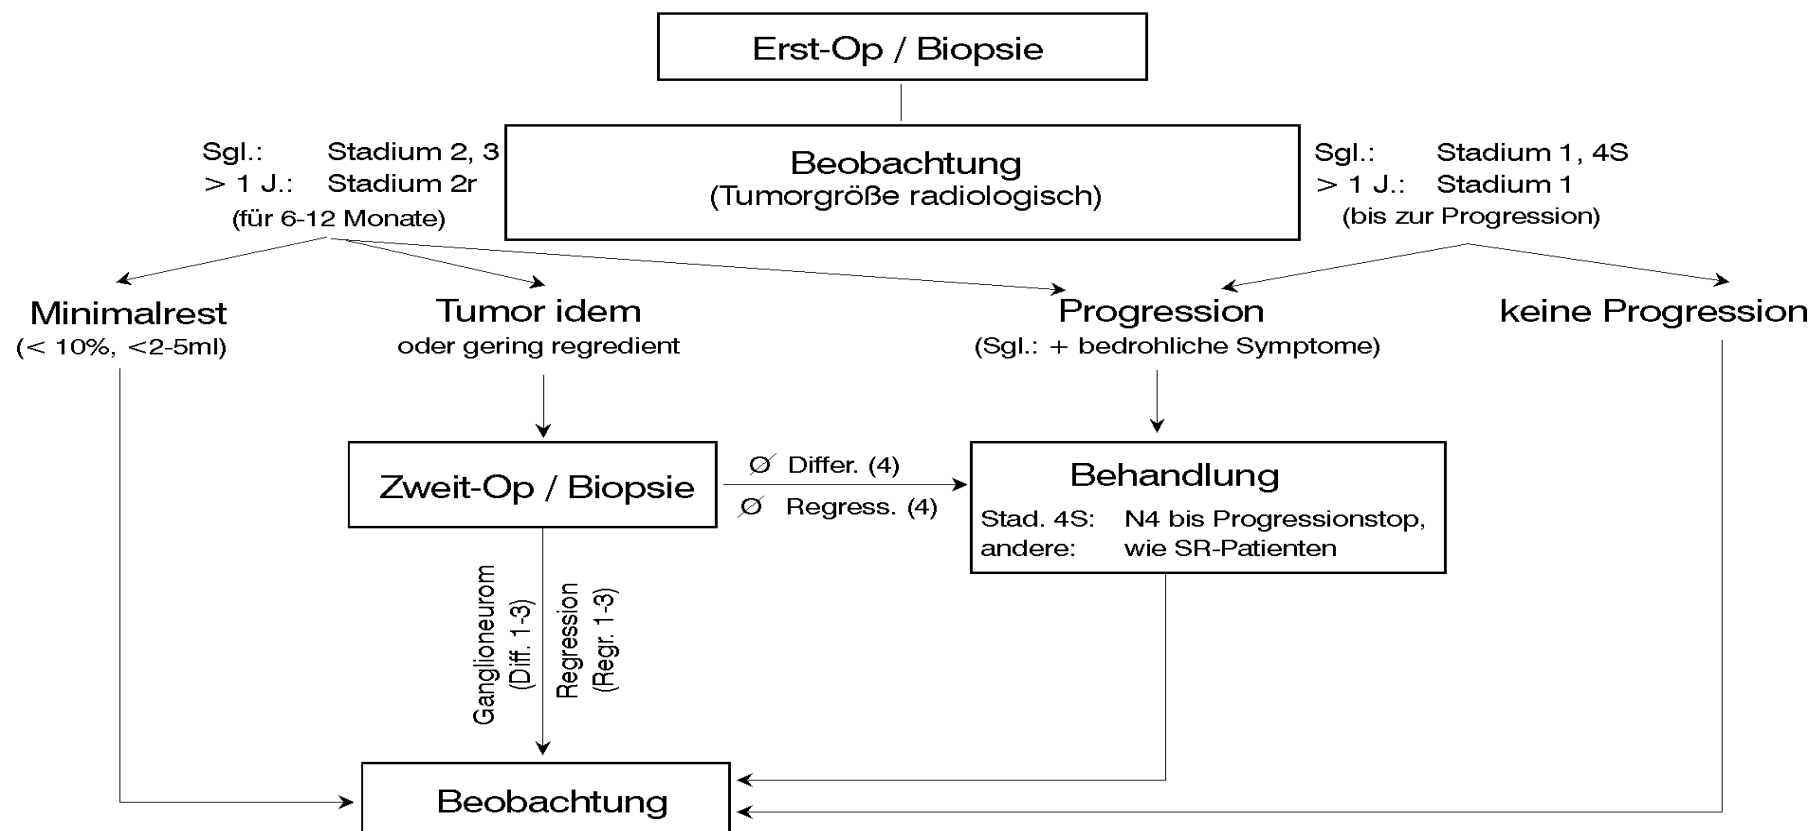 Erst-Op / Biopsie
Sgl.: Stadium 2, 3
> 1 J.: Stadium 2r
(für 6-12 Monate)
Beobachtung
(Tumorgröße radiologisch)
Sgl.: Stadium 1, 4S
> 1 J.: Stadium 1
(bis zur Progression)
Minimalrest
(< 10%, <2-5ml)
Tumor idem
oder gering regredient
Progression
(Sgl.: + bedrohliche Symptome)
keine Progression
Zweit-Op / Biopsie
Ø Differ. (4)
Ø Regress. (4)
Behandlung
Stad. 4S: N4 bis Progressionstop,
andere: wie SR-Patienten
Ganglioneurom
(Diff. 1-3)
Regression
(Regr. 1-3)
Beobachtung